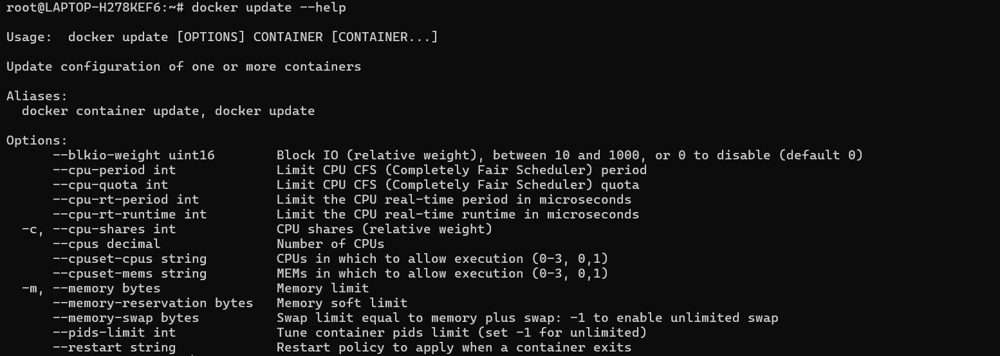 root@LAPTOP-H278KEF6:~# docker update --help
Usage:  docker update [OPTIONS] CONTAINER [CONTAINER...]
Update configuration of one or more containers
Aliases:
  docker container update, docker update
Options:
      --blkio-weight uint16        Block IO (relative weight), between 10 and 1000, or 0 to disable (default 0)
      --cpu-period int             Limit CPU CFS (Completely Fair Scheduler) period
      --cpu-quota int              Limit CPU CFS (Completely Fair Scheduler) quota
      --cpu-rt-period int          Limit the CPU real-time period in microseconds
      --cpu-rt-runtime int         Limit the CPU real-time runtime in microseconds
  -c, --cpu-shares int             CPU shares (relative weight)
      --cpus decimal               Number of CPUs
      --cpuset-cpus string         CPUs in which to allow execution (0-3, 0,1)
      --cpuset-mems string         MEMs in which to allow execution (0-3, 0,1)
  -m, --memory bytes               Memory limit
      --memory-reservation bytes   Memory soft limit
      --memory-swap bytes          Swap limit equal to memory plus swap: -1 to enable unlimited swap
      --pids-limit int             Tune container pids limit (set -1 for unlimited)
      --restart string             Restart policy to apply when a container exits